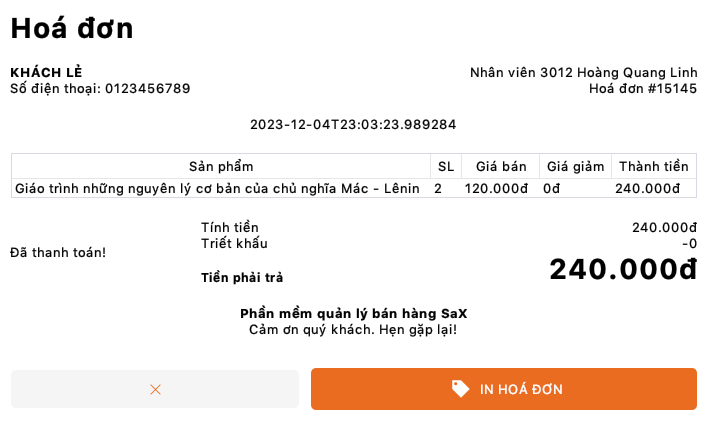 Hoá đơn
KHÁCH LẺ
Nhân viên 3012 Hoàng Quang Linh
Số điện thoại: 0123456789
Hoá đơn #15145
2023-12-04T23:03:23.989284
Sản phẩm SL Giá bán Giá giảm Thành tiền
Giáo trình những nguyên lý cơ bản của chủ nghĩa Mác - Lênin 2 120.000đ 0đ 240.000đ
Tính tiền 240.000đ
Triết khấu -0
Đã thanh toán!
Tiền phải trả 240.000đ
Phần mềm quản lý bán hàng SaX
Cảm ơn quý khách. Hẹn gặp lại!
IN HOÁ ĐƠN